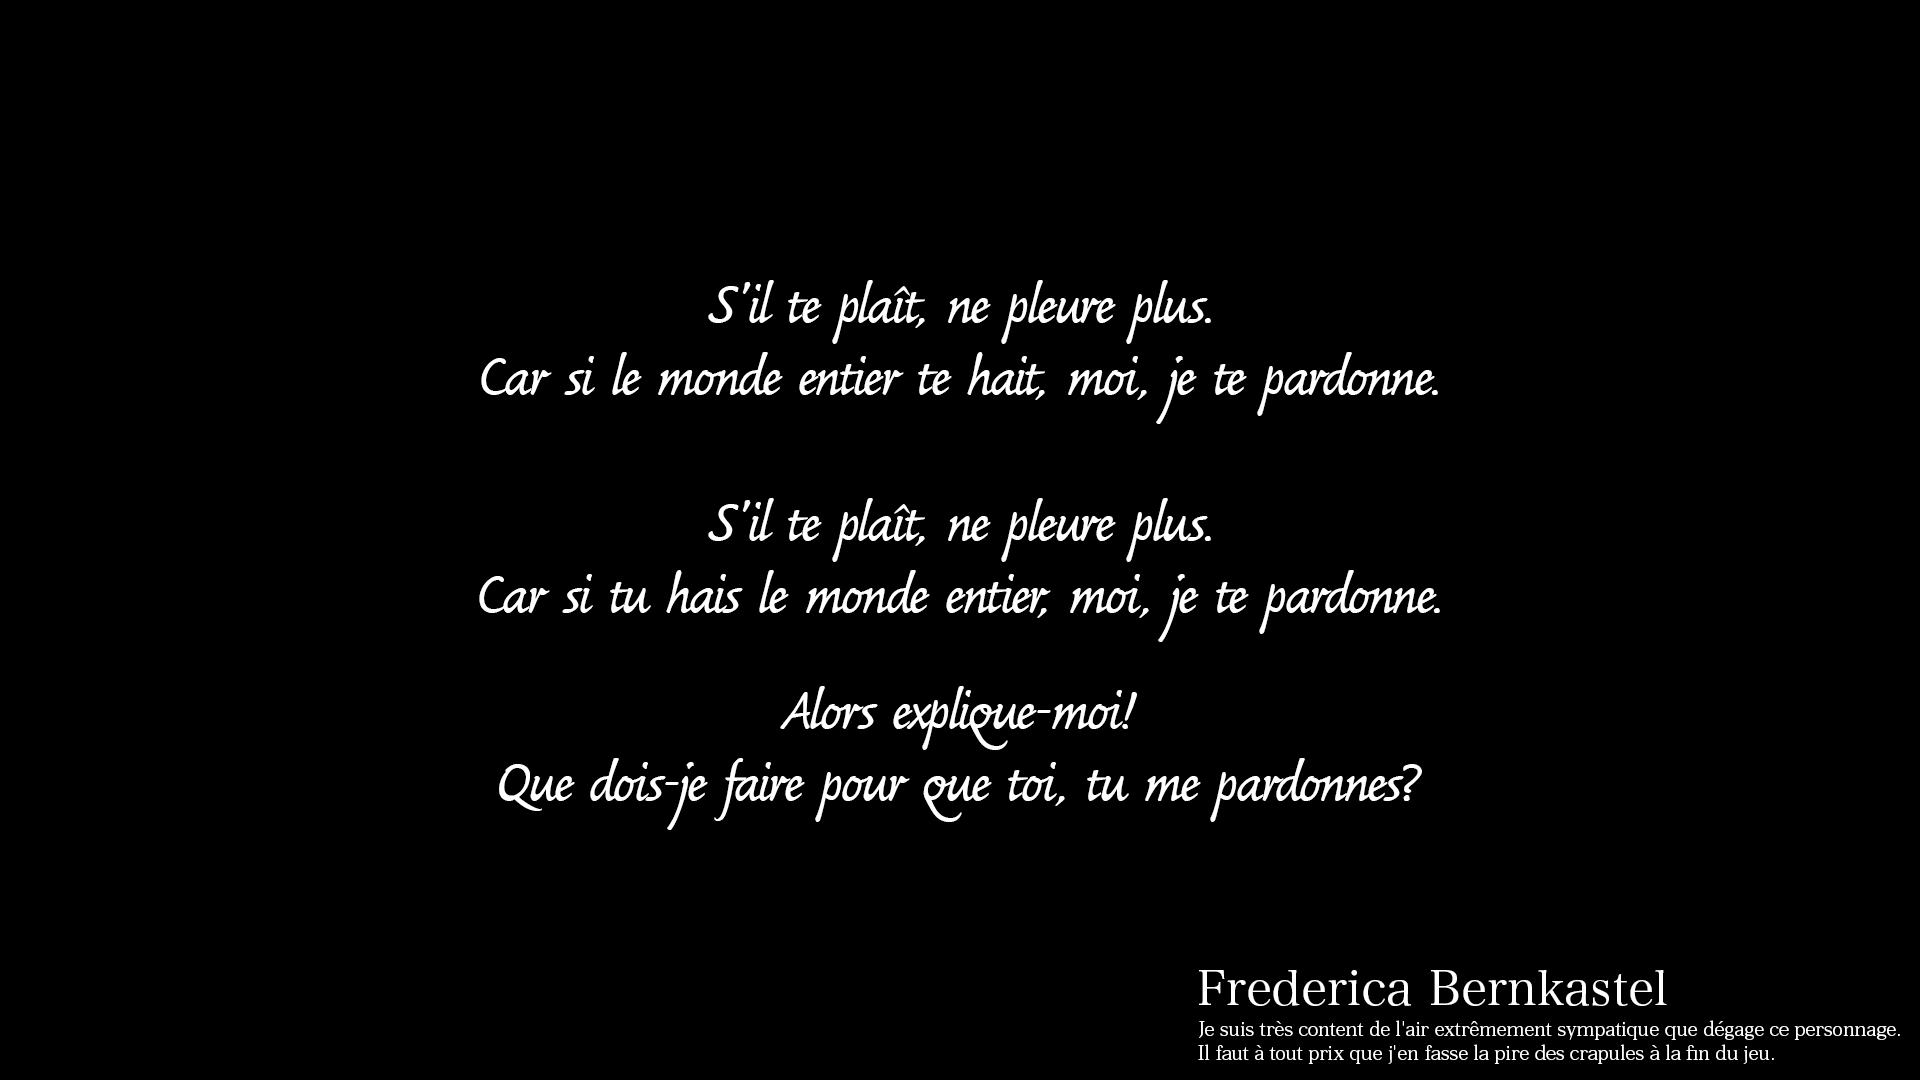 S'il te plaît, ne pleure plus.
Car si le monde entier te hait, moi, je te pardonne.
S'il te plaît, ne pleure plus.
Car si tu hais le monde entier, moi, je te pardonne.
Alors explique-moi!
Que dois-je faire pour que toi, tu me pardonnes?
Frederica Bernkastel
Je suis très content de l'air extrêmement sympatique que dégage ce personnage.
Il faut à tout prix que j'en fasse la pire des crapules à la fin du jeu.